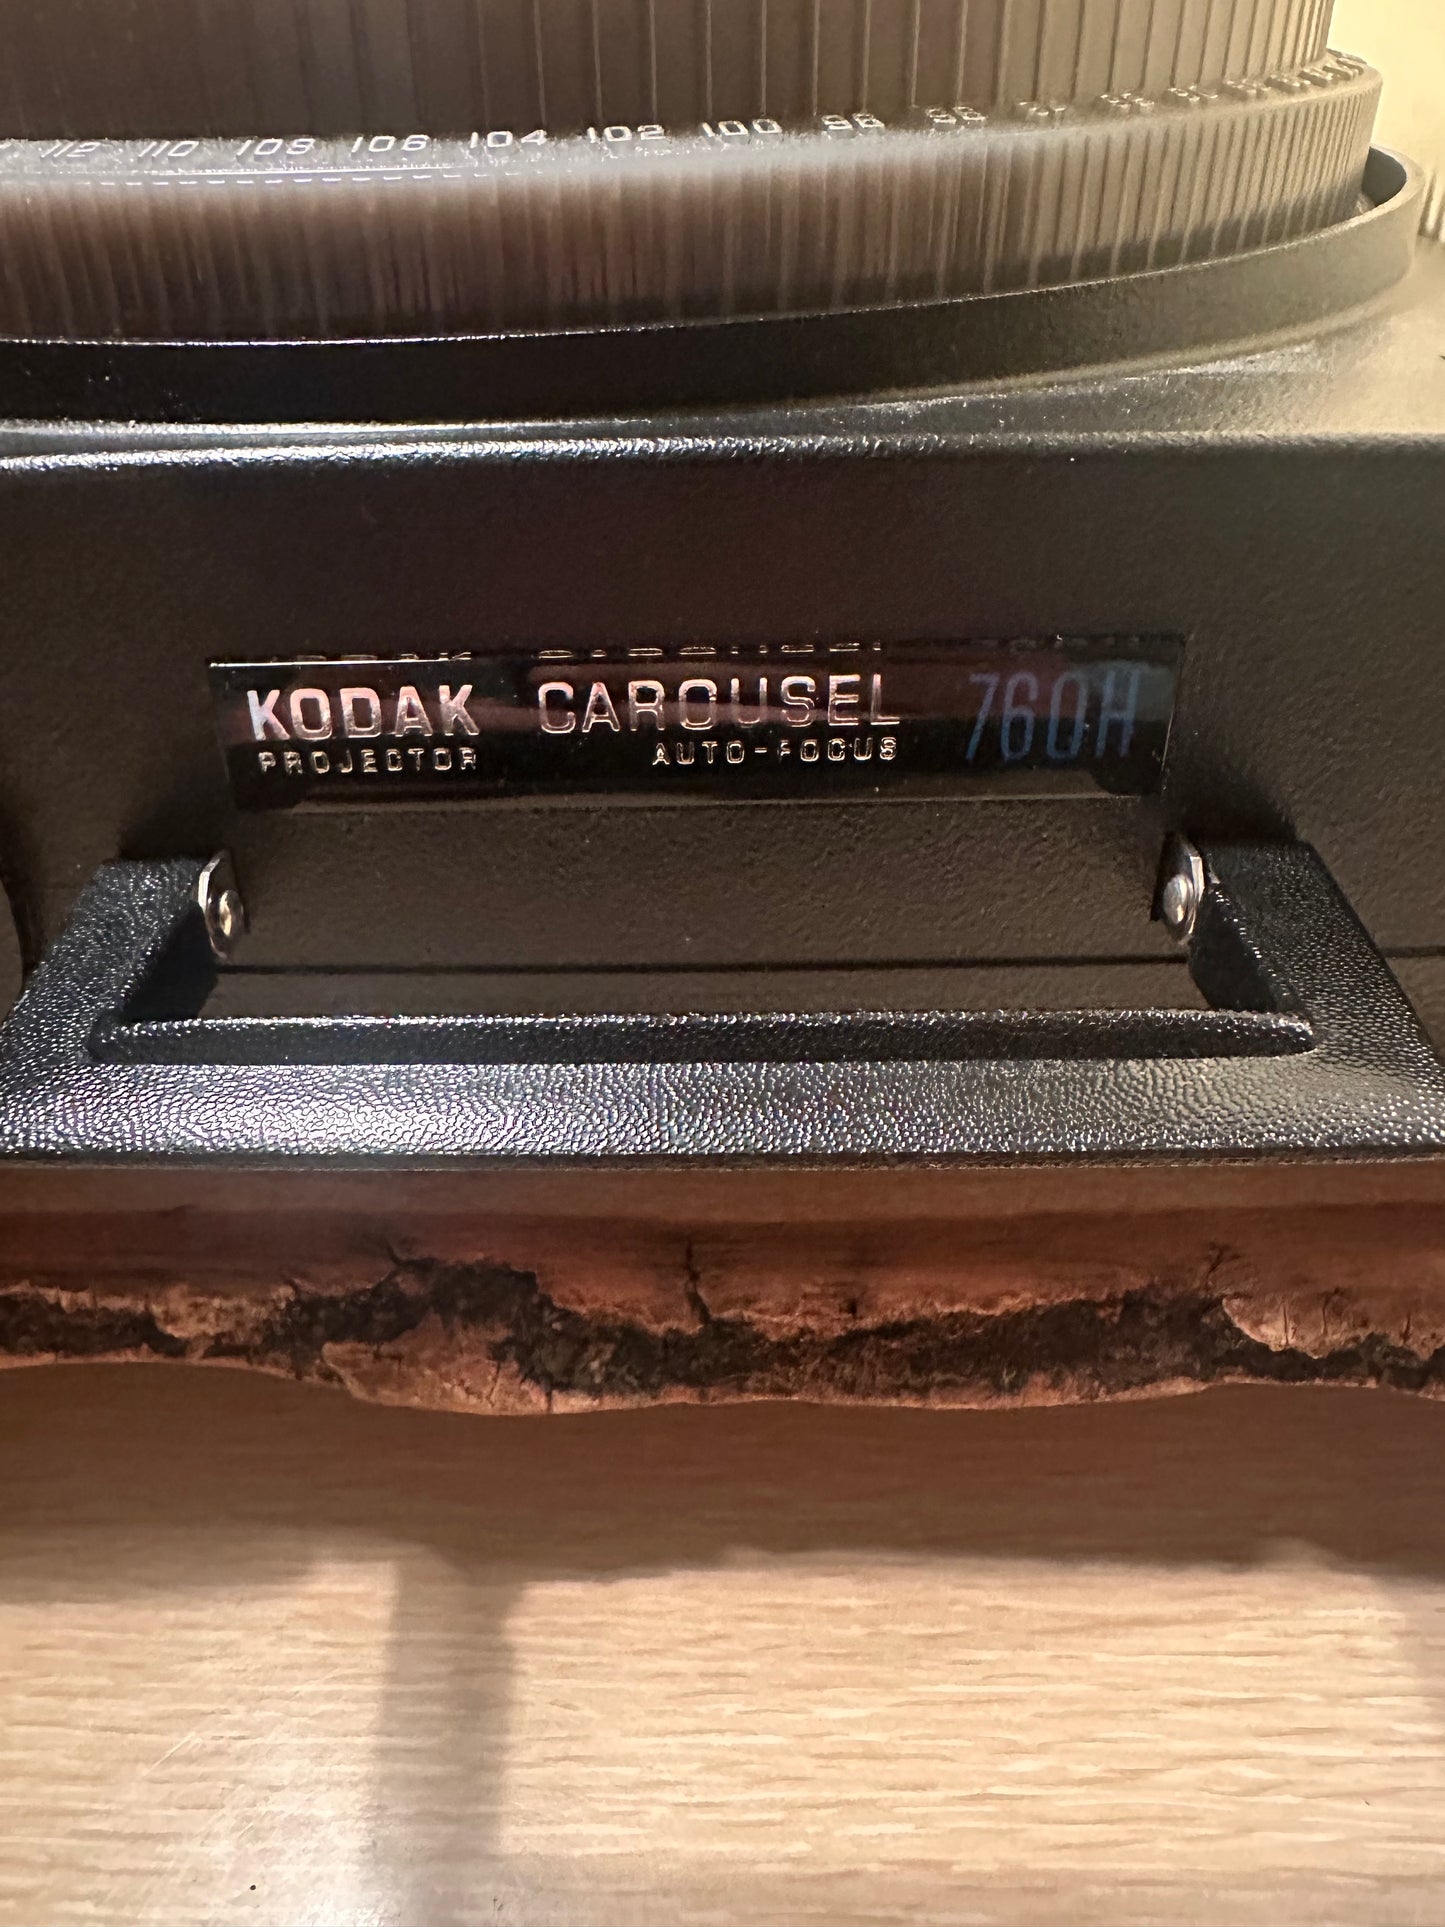 112 110 108 106 104 102 100 98 96
KODAK CAROUSEL 760H
PROJECTOR AUTO-FOCUS